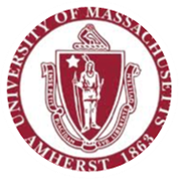 UNIVERSITY OF MASSACHUSETTS
AMHERST 1863